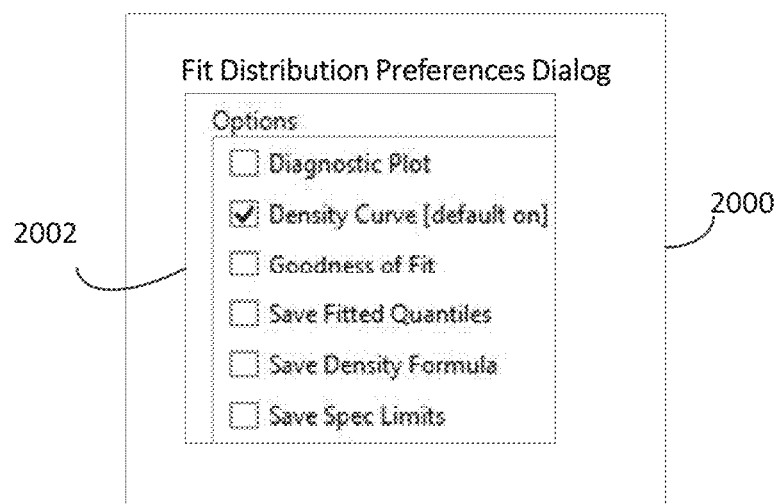 Fit Distribution Preferences Dialog
Options
Diagnostic Plot
Density Curve [default on]
2000
2002
Goodness of Fit
Save Fitted Quantiles
Save Density Formula
Save Spec Limits